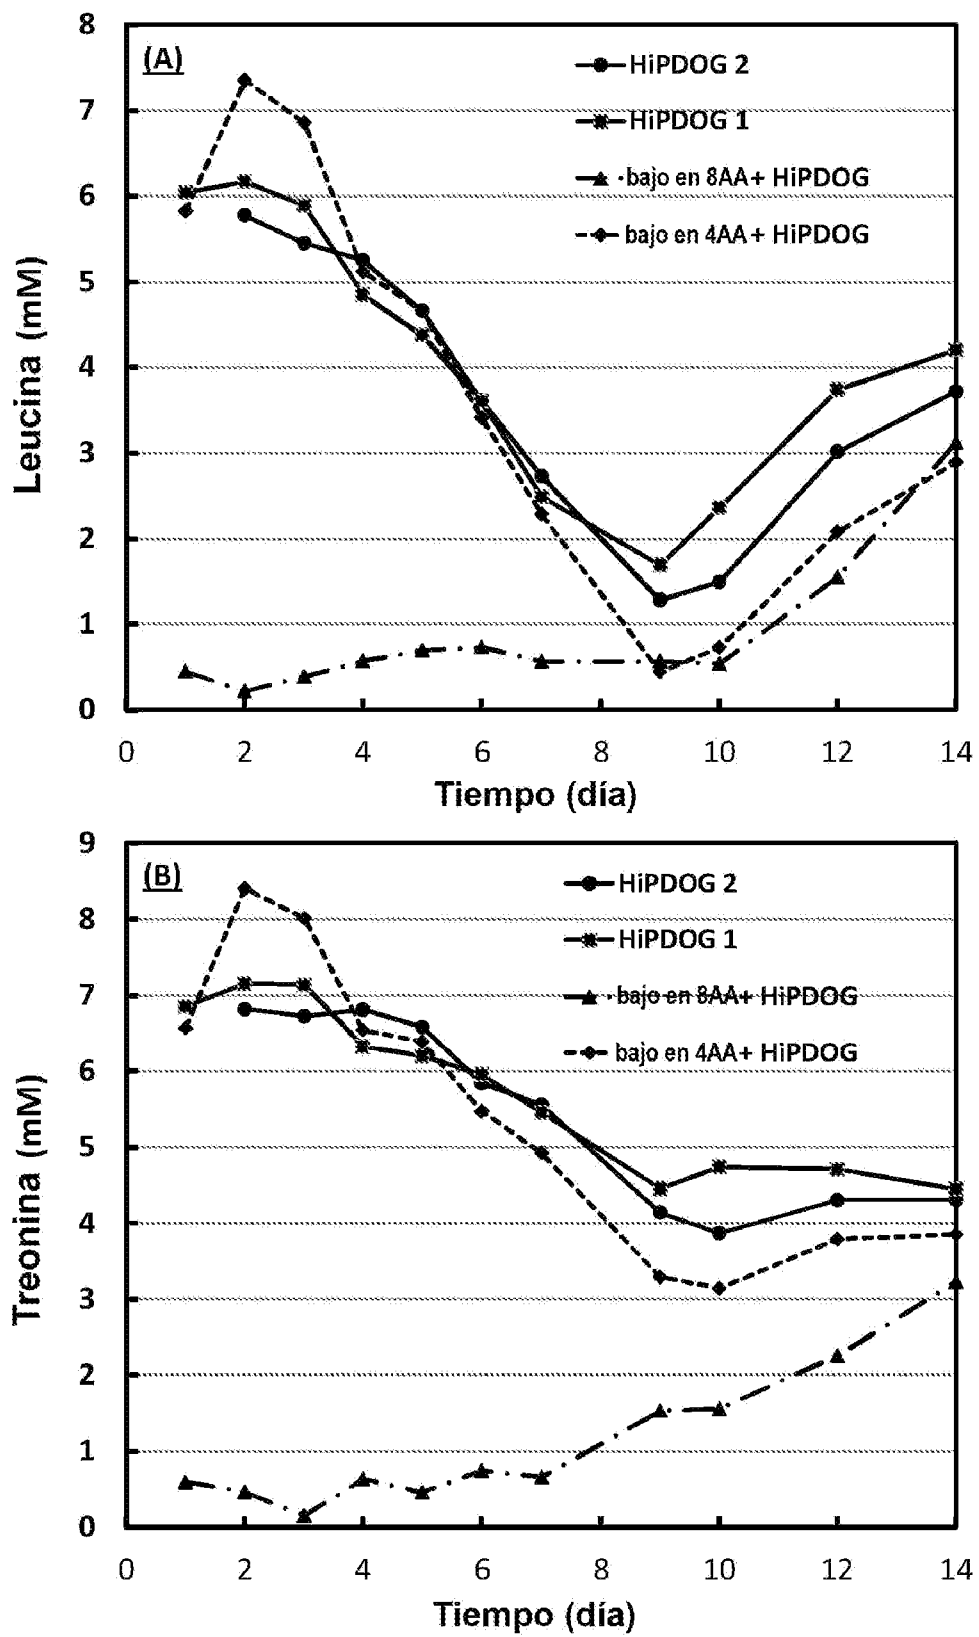 (A)
HiPDOG 2
HiPDOG 1
bajo en 8AA+ HiPDOG
bajo en 4AA+ HiPDOG
8
7
6
5
4
3
2
1
0
Leucina (mM)
0 2 4 6 8 10 12 14
Tiempo (día)
(B)
HiPDOG 2
HiPDOG 1
bajo en 8AA+ HiPDOG
bajo en 4AA+ HiPDOG
9
8
7
6
5
4
3
2
1
0
Treonina (mM)
0 2 4 6 8 10 12 14
Tiempo (día)